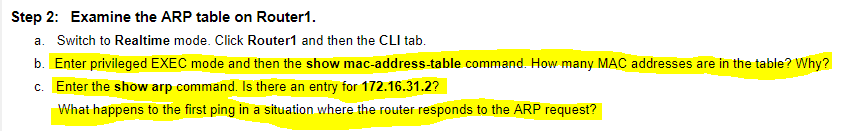 Step 2: Examine the ARP table on Router1.
a. Switch to Realtime mode. Click Router1 and then the CLI tab.
b. Enter privileged EXEC mode and then the show mac-address-table command. How many MAC addresses are in the table? Why?
c. Enter the show arp command. Is there an entry for 172.16.31.2?
What happens to the first ping in a situation where the router responds to the ARP request?